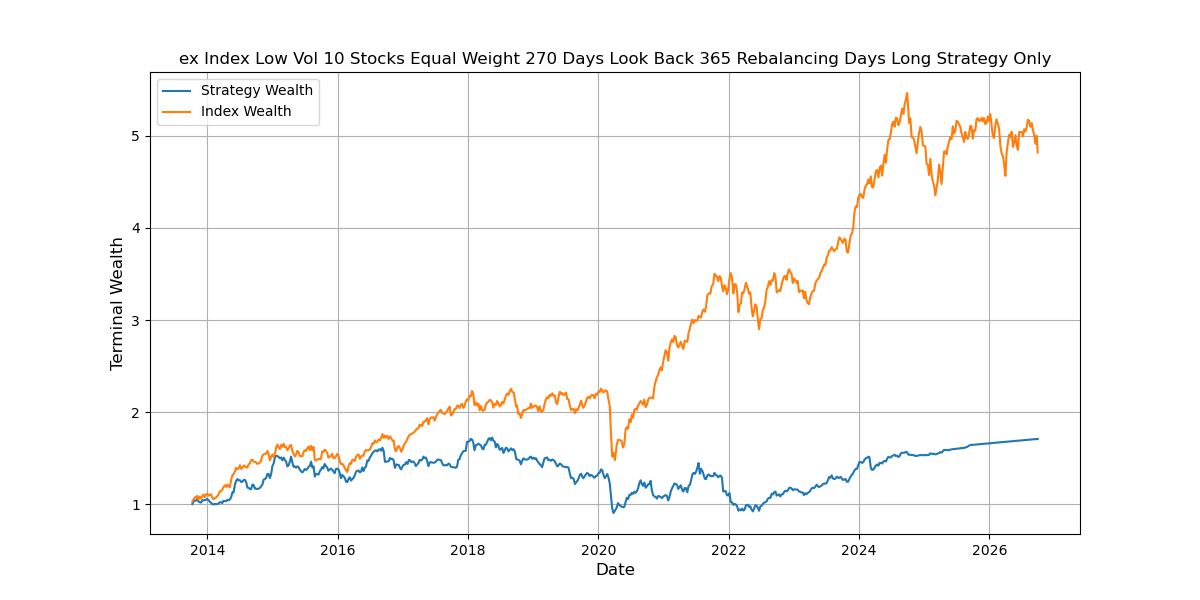 ex Index Low Vol 10 Stocks Equal Weight 270 Days Look Back 365 Rebalancing Days Long Strategy Only
Strategy Wealth
Index Wealth
Terminal Wealth
5
4
3
2
1
2014 2016 2018 2020 2022 2024 2026
Date